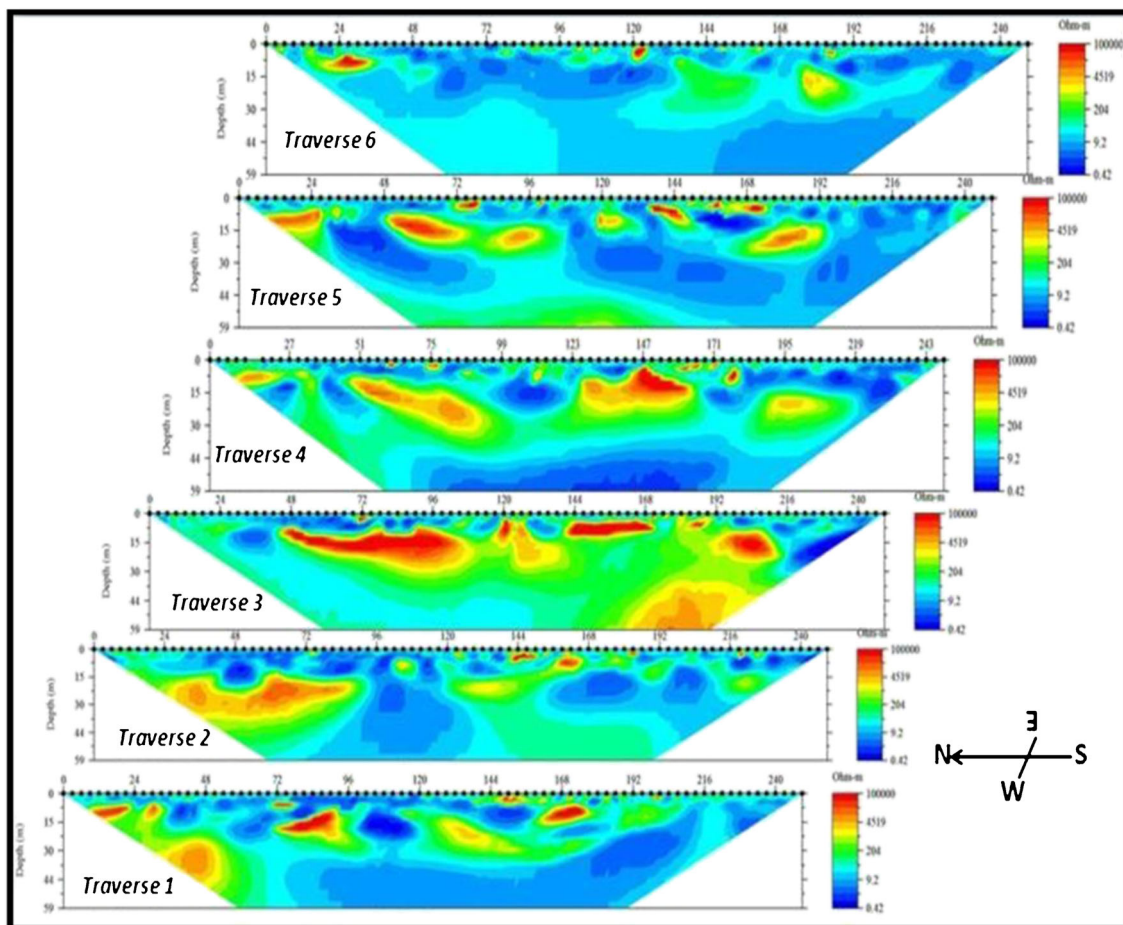 0 24 48 72 96 120 144 168 192 216 240 Ohm-m
0 15 30 44 59
Depth (m)
Traverse 6
100000
4519
204
9.2
0.42
0 24 48 72 96 120 144 168 192 216 240 Ohm-m
0 15 30 44 59
Depth (m)
Traverse 5
100000
4519
204
9.2
0.42
0 27 51 75 99 123 147 171 195 219 243 Ohm-m
0 15 30 44 59
Depth (m)
Traverse 4
100000
4519
204
9.2
0.42
0 24 48 72 96 120 144 168 192 216 240 Ohm-m
0 15 30 44 59
Depth (m)
Traverse 3
100000
4519
204
9.2
0.42
0 24 48 72 96 120 144 168 192 216 240 Ohm-m
0 15 30 44 59
Depth (m)
Traverse 2
100000
4519
204
9.2
0.42
E
N S
W
0 24 48 72 96 120 144 168 192 216 240 Ohm-m
0 15 30 44 59
Depth (m)
Traverse 1
100000
4519
204
9.2
0.42